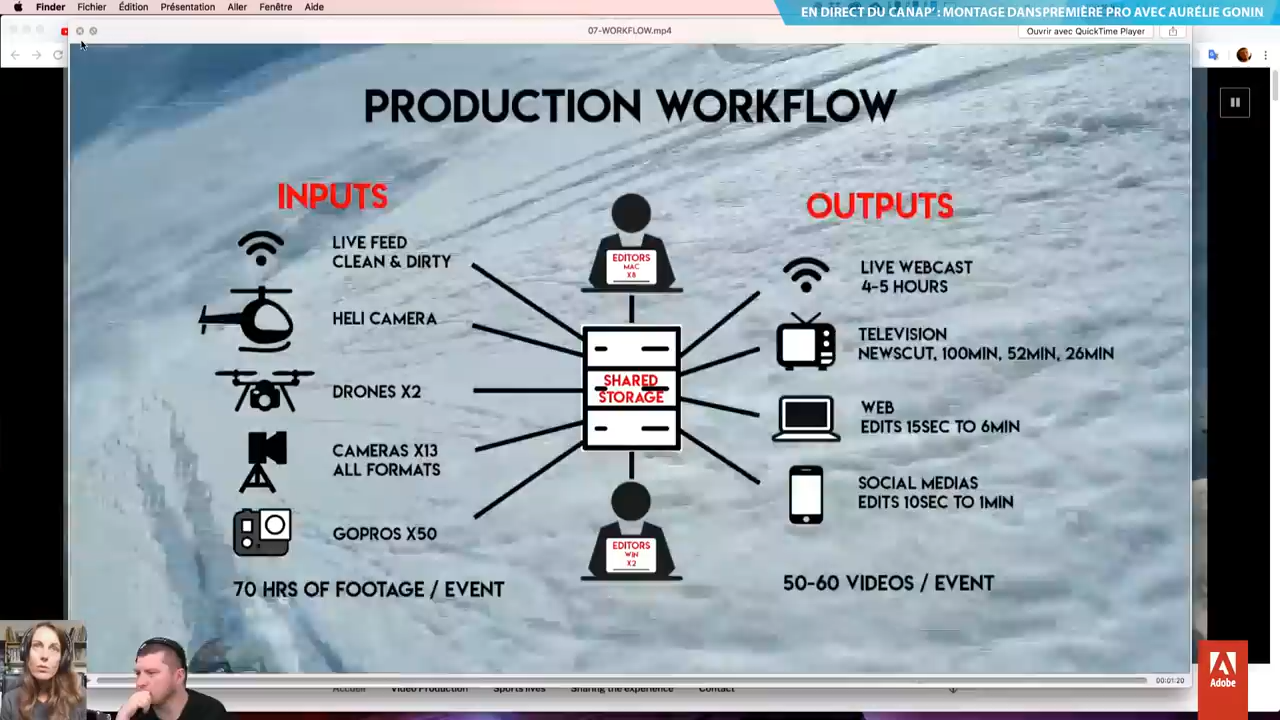 Finder Fichier Édition Présentation Aller Fenêtre Aide
EN DIRECT DU CANAP' : MONTAGE DANSPREMIÈRE PRO AVEC AURÉLIE GONIN
07-WORKFLOW.mp4
Ouvrir avec QuickTime Player
PRODUCTION WORKFLOW
INPUTS
LIVE FEED
CLEAN & DIRTY
HELI CAMERA
DRONES X2
CAMERAS X13
ALL FORMATS
GOPROS X50
70 HRS OF FOOTAGE / EVENT
EDITORS
MAC
X8
SHARED
STORAGE
EDITORS
WIN
X2
OUTPUTS
LIVE WEBCAST
4-5 HOURS
TELEVISION
NEWSCUT, 100MIN, 52MIN, 26MIN
WEB
EDITS 15SEC TO 6MIN
SOCIAL MEDIAS
EDITS 10SEC TO 1MIN
50-60 VIDEOS / EVENT
00:01:20
Accueil Video Production Sports lives Sharing the experience Contact
Adobe